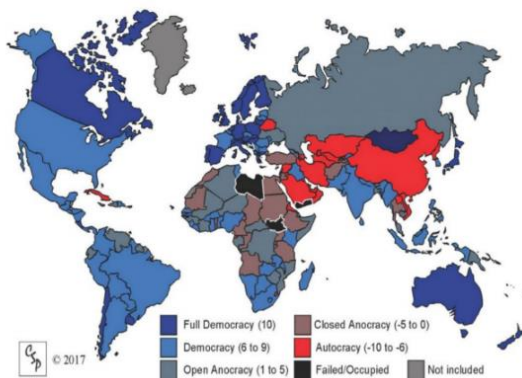 Full Democracy (10)
Democracy (6 to 9)
Open Anocracy (1 to 5)
Closed Anocracy (-5 to 0)
Autocracy (-10 to -6)
Failed/Occupied
Not included
CSP
© 2017